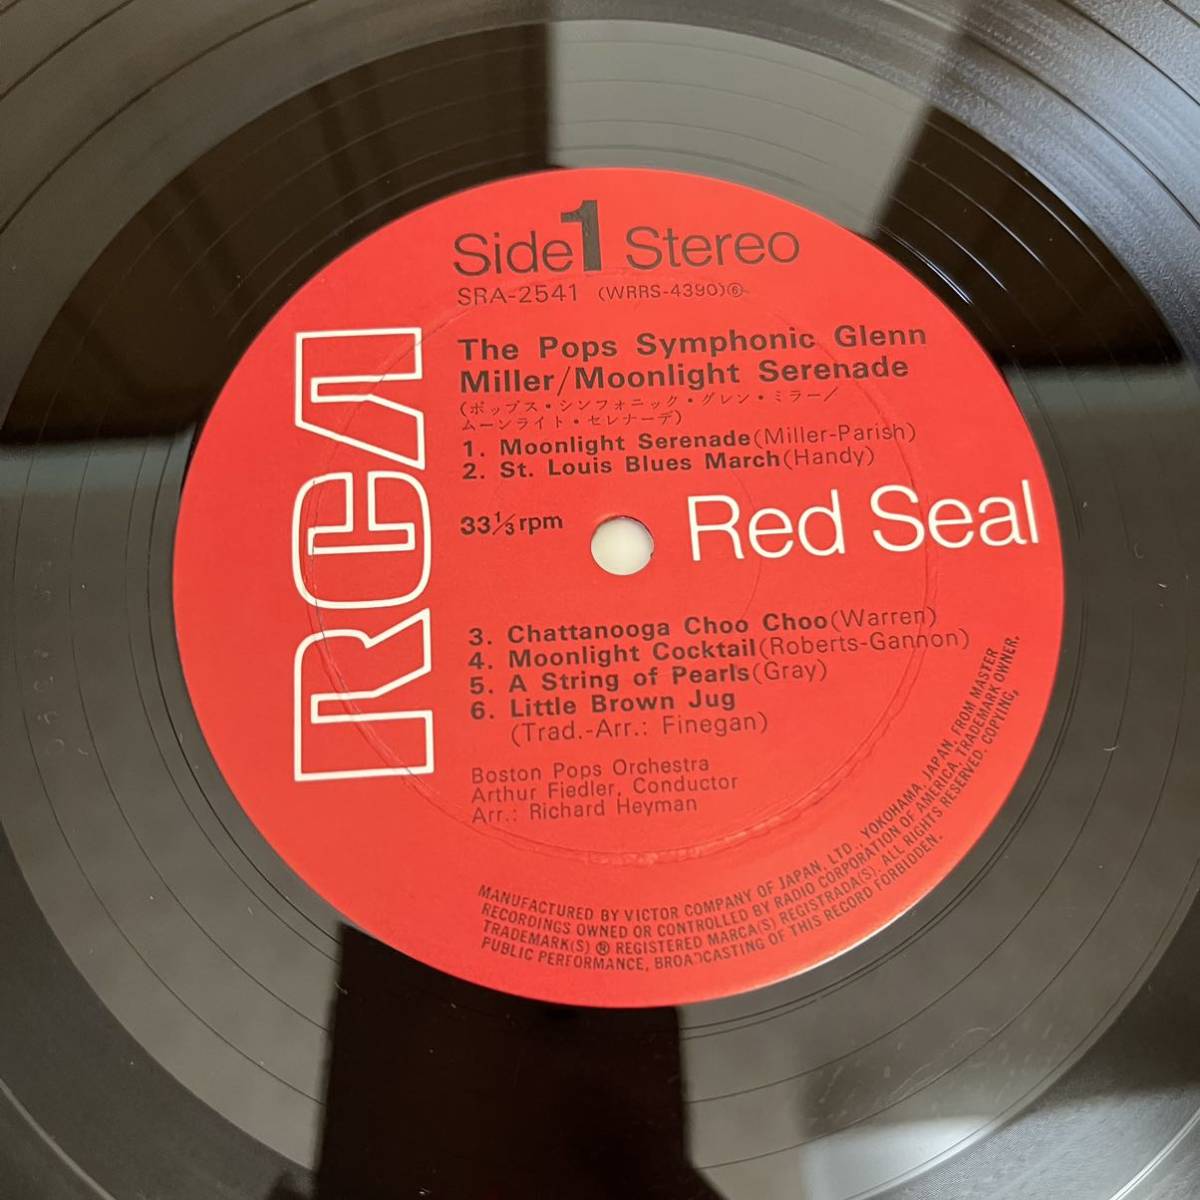 Side 1 Stereo
SRA-2541 (WRRS-4390)⑥
The Pops Symphonic Glenn
Miller/Moonlight Serenade
(ポップス・シンフォニック・グレン・ミラー/
ムーンライト・セレナーデ)
1. Moonlight Serenade(Miller-Parish)
2. St. Louis Blues March(Handy)
33⅓rpm
Red Seal
RCA
3. Chattanooga Choo Choo(Warren)
4. Moonlight Cocktail(Roberts-Gannon)
5. A String of Pearls(Gray)
6. Little Brown Jug
(Trad.-Arr.: Finegan)
Boston Pops Orchestra
Arthur Fiedler, Conductor
Arr.: Richard Heyman
MANUFACTURED BY VICTOR COMPANY OF JAPAN, LTD., YOKOHAMA, JAPAN, FROM MASTER
RECORDINGS OWNED OR CONTROLLED BY RADIO CORPORATION OF AMERICA, TRADEMARK OWNER.
TRADEMARK(S) ® REGISTERED MARCA(S) REGISTRADA(S). ALL RIGHTS RESERVED. COPYING,
PUBLIC PERFORMANCE, BROADCASTING OF THIS RECORD FORBIDDEN.